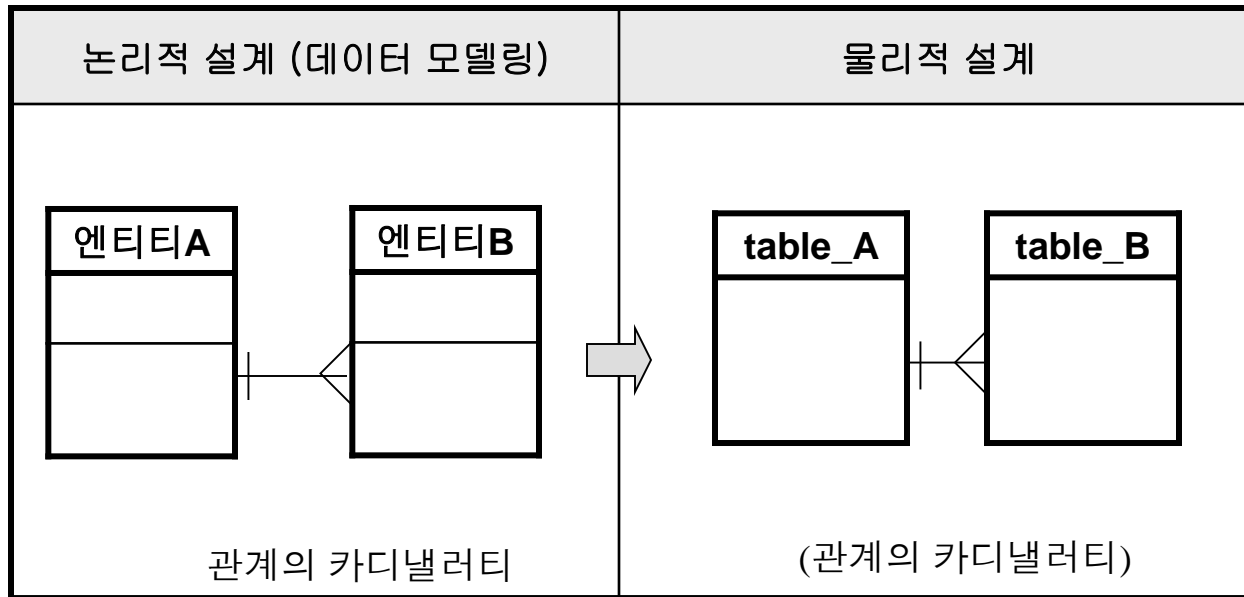 논리적 설계 (데이터 모델링)
물리적 설계
엔티티A
엔티티B
table_A
table_B
관계의 카디낼러티
(관계의 카디낼러티)